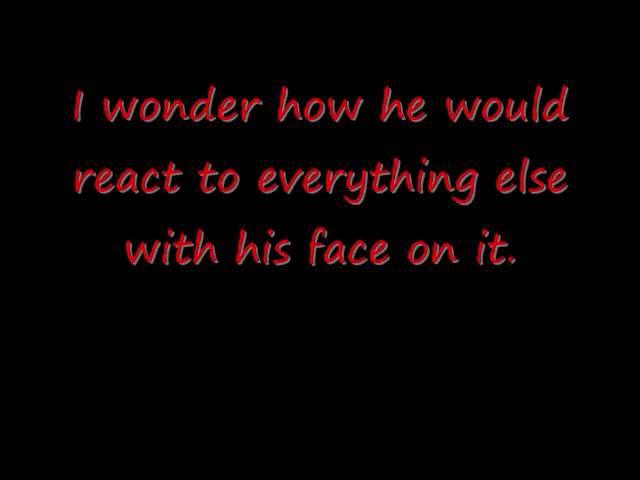 I wonder how he would
react to everything else
with his face on it.